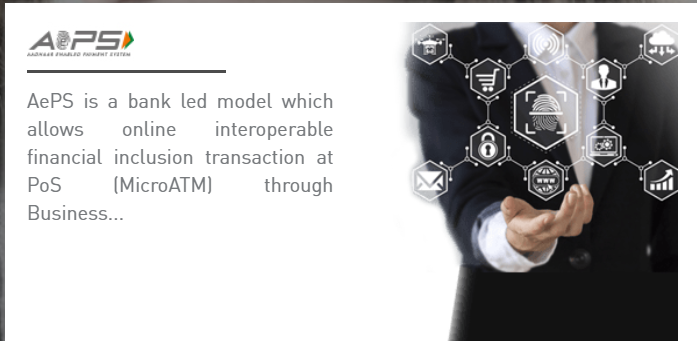 AePS
AADHAAR ENABLED PAYMENT SYSTEM
AePS is a bank led model which
allows online interoperable
financial inclusion transaction at
PoS (MicroATM) through
Business...
WWW